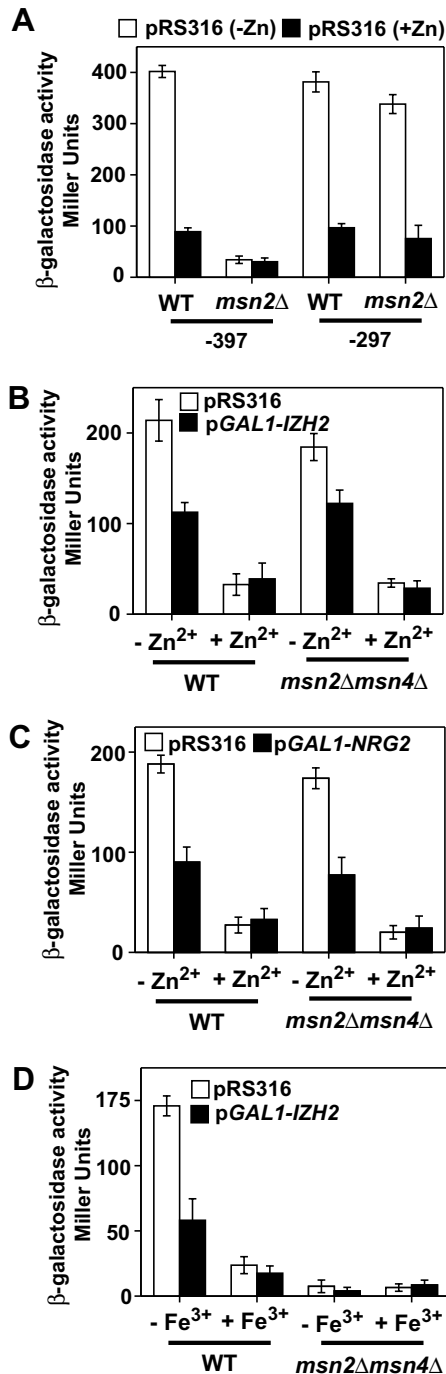 A
pRS316 (-Zn) pRS316 (+Zn)
β-galactosidase activity
Miller Units
400
300
200
100
0
WT msn2Δ WT msn2Δ
-397 -297
B
pRS316
pGAL1-IZH2
β-galactosidase activity
Miller Units
200
100
0
- Zn2+ + Zn2+ - Zn2+ + Zn2+
WT msn2Δmsn4Δ
C
pRS316 pGAL1-NRG2
β-galactosidase activity
Miller Units
200
100
0
- Zn2+ + Zn2+ - Zn2+ + Zn2+
WT msn2Δmsn4Δ
D
pRS316
pGAL1-IZH2
β-galactosidase activity
Miller Units
175
100
50
0
- Fe3+ + Fe3+ - Fe3+ + Fe3+
WT msn2Δmsn4Δ